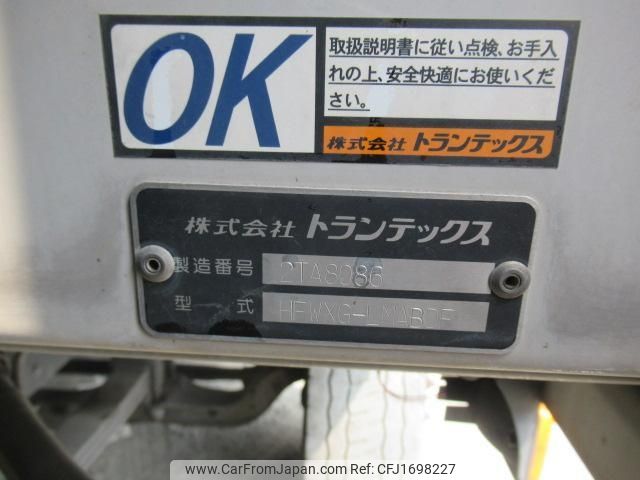 OK
取扱説明書に従い点検、お手入
れの上、安全快適にお使いくだ
さい。
株式会社 トランテックス
株式会社 トランテックス
製造番号 2TA8086
型式
www.CarFromJapan.com for CFJ1698227